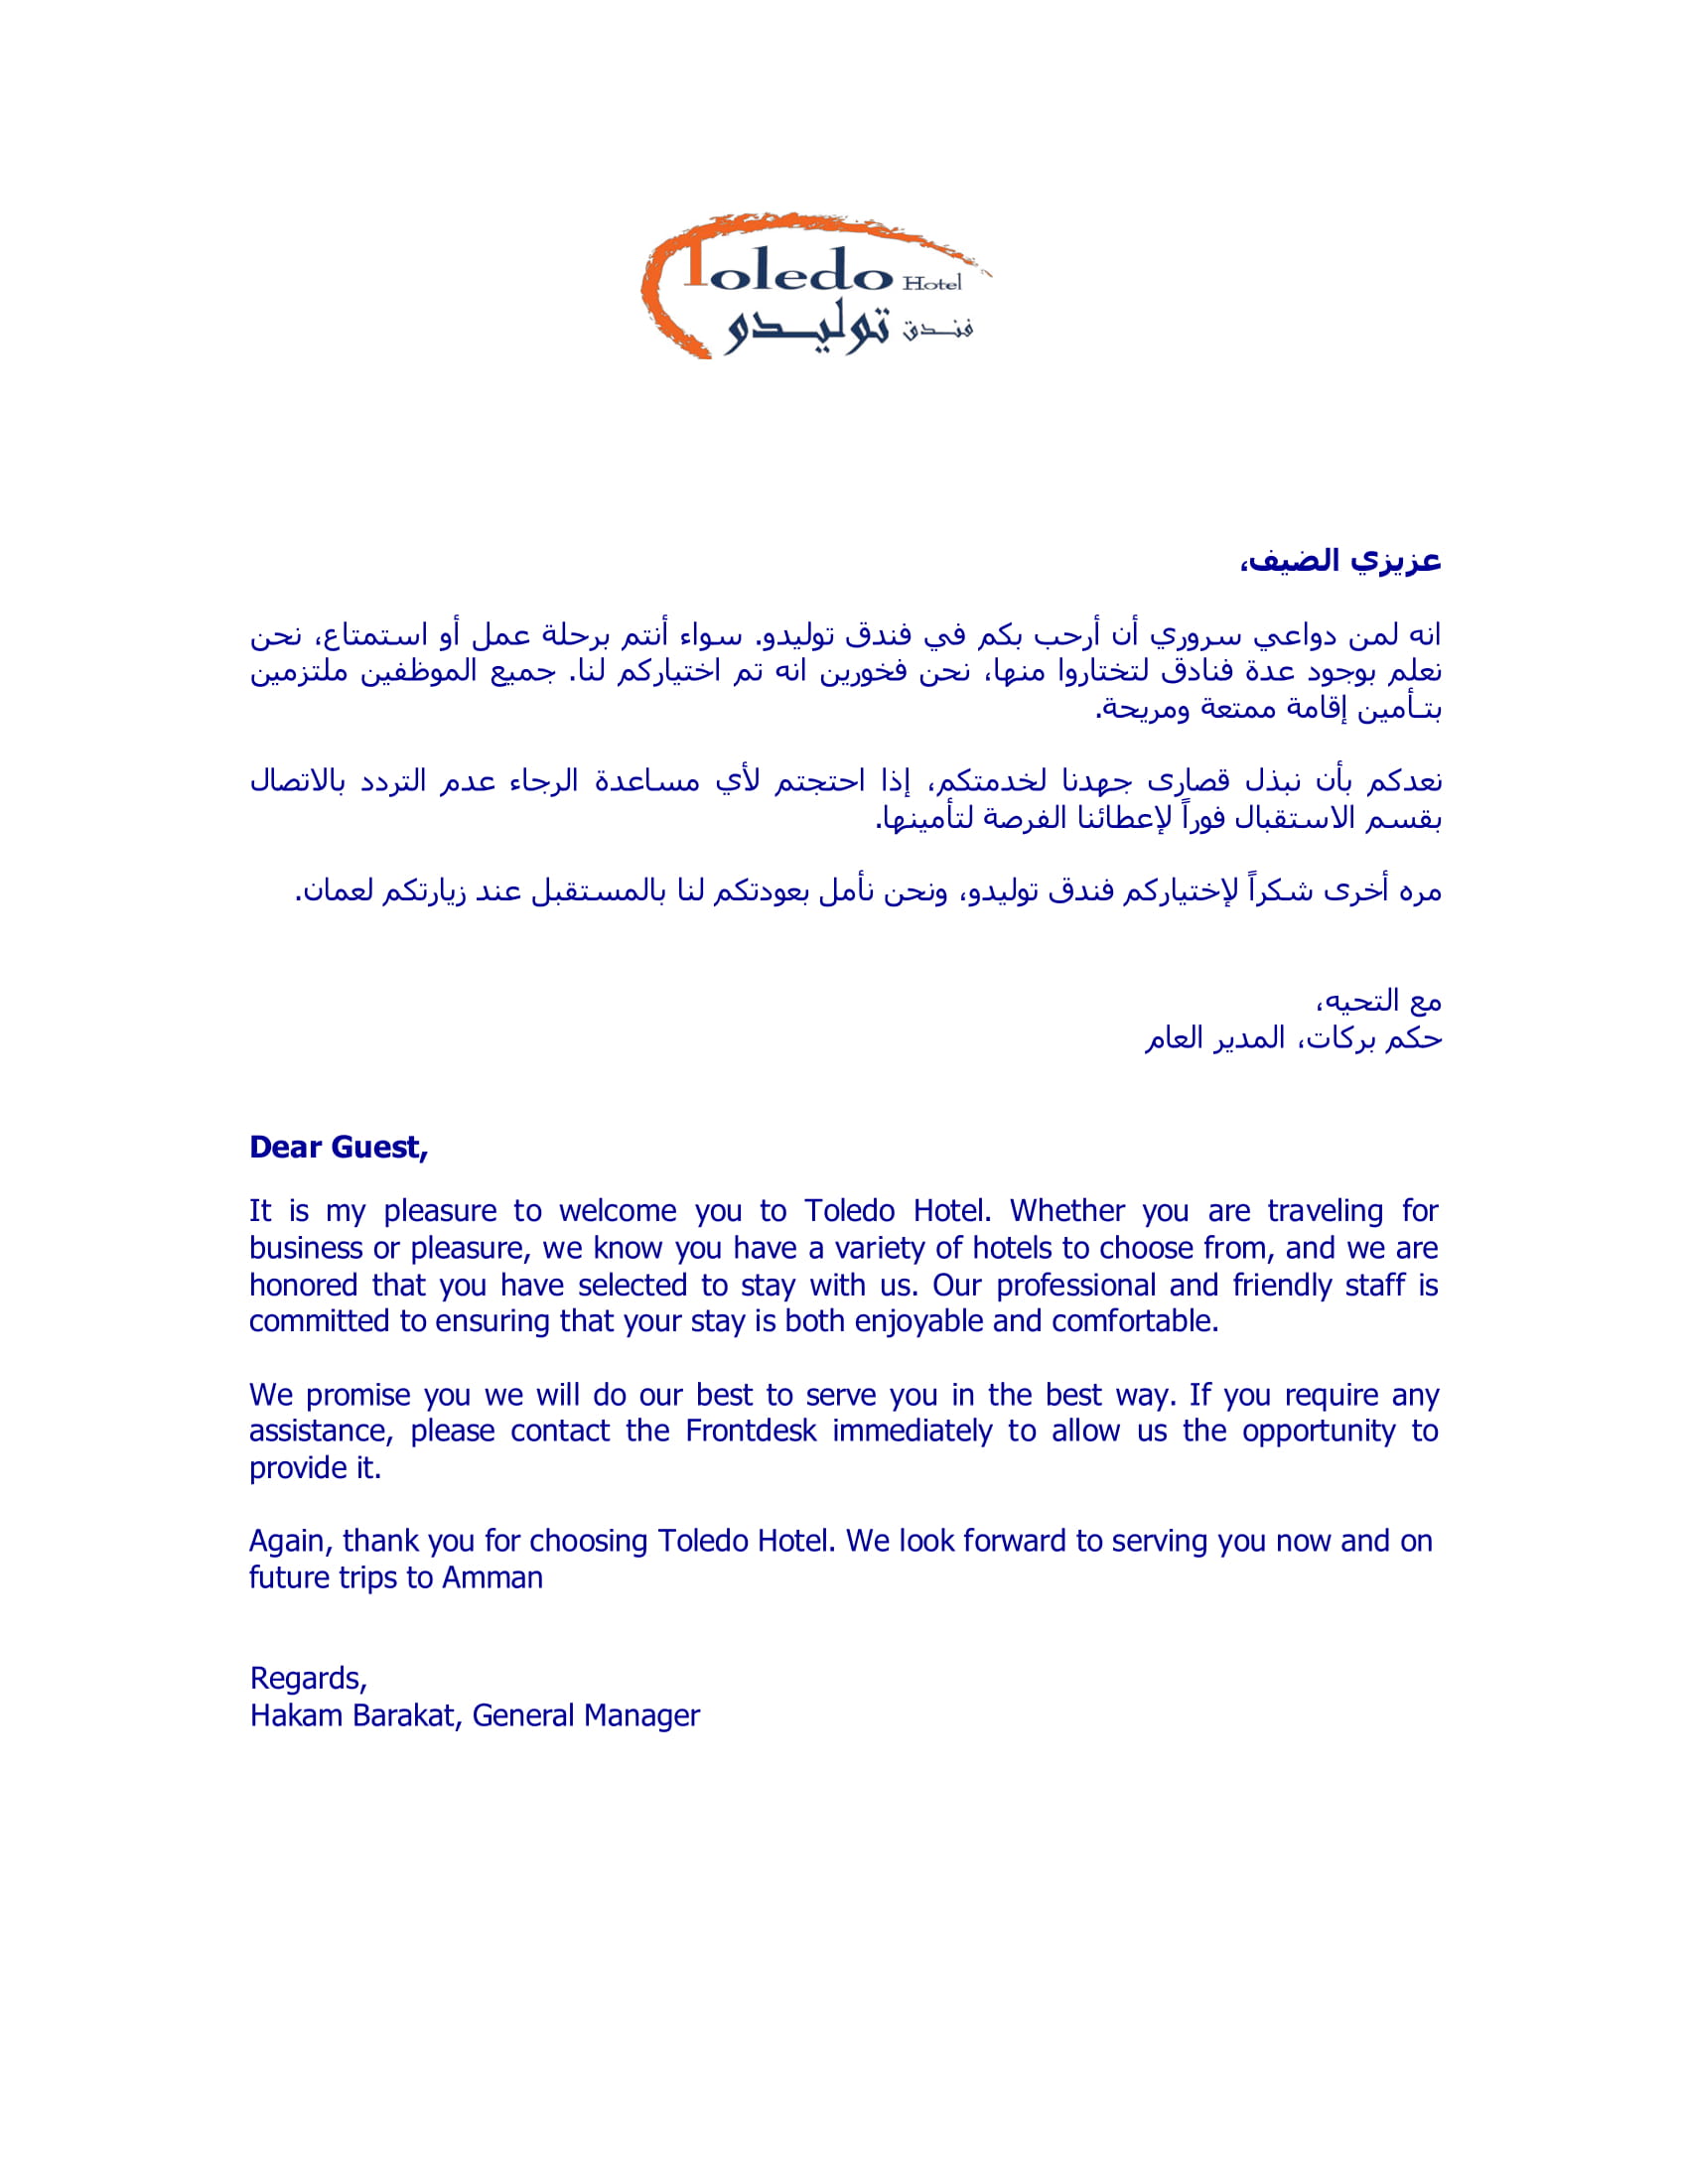 Toledo Hotel
فندق توليدو
عزيزي الضيف،
انه لمن دواعي سروري أن أرحب بكم في فندق توليدو. سواء أنتم برحلة عمل أو استمتاع، نحن
نعلم بوجود عدة فنادق لتختاروا منها، نحن فخورين انه تم اختياركم لنا. جميع الموظفين ملتزمين
بتـأمين إقامة ممتعة ومريحة.
نعدكم بأن نبذل قصارى جهدنا لخدمتكم، إذا احتجتم لأي مساعدة الرجاء عدم التردد بالاتصال
بقسم الاستقبال فوراً لإعطائنا الفرصة لتأمينها.
مره أخرى شكراً لإختياركم فندق توليدو، ونحن نأمل بعودتكم لنا بالمستقبل عند زيارتكم لعمان.
مع التحيه،
حكم بركات، المدير العام
Dear Guest,
It is my pleasure to welcome you to Toledo Hotel. Whether you are traveling for
business or pleasure, we know you have a variety of hotels to choose from, and we are
honored that you have selected to stay with us. Our professional and friendly staff is
committed to ensuring that your stay is both enjoyable and comfortable.
We promise you we will do our best to serve you in the best way. If you require any
assistance, please contact the Frontdesk immediately to allow us the opportunity to
provide it.
Again, thank you for choosing Toledo Hotel. We look forward to serving you now and on
future trips to Amman
Regards,
Hakam Barakat, General Manager